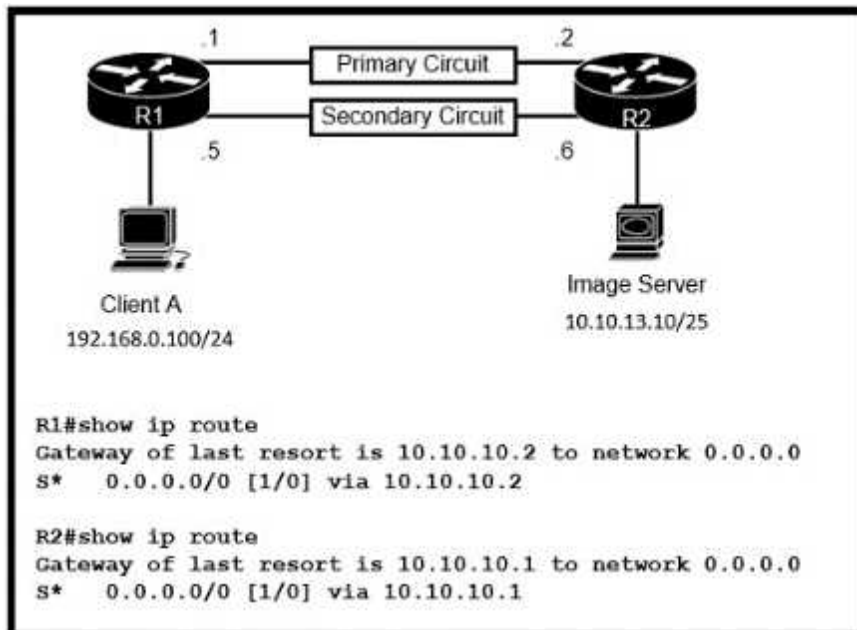 .1
.2
Primary Circuit
R1
Secondary Circuit
R2
.5
.6
Client A
192.168.0.100/24
Image Server
10.10.13.10/25
R1#show ip route
Gateway of last resort is 10.10.10.2 to network 0.0.0.0
S* 0.0.0.0/0 [1/0] via 10.10.10.2
R2#show ip route
Gateway of last resort is 10.10.10.1 to network 0.0.0.0
S* 0.0.0.0/0 [1/0] via 10.10.10.1